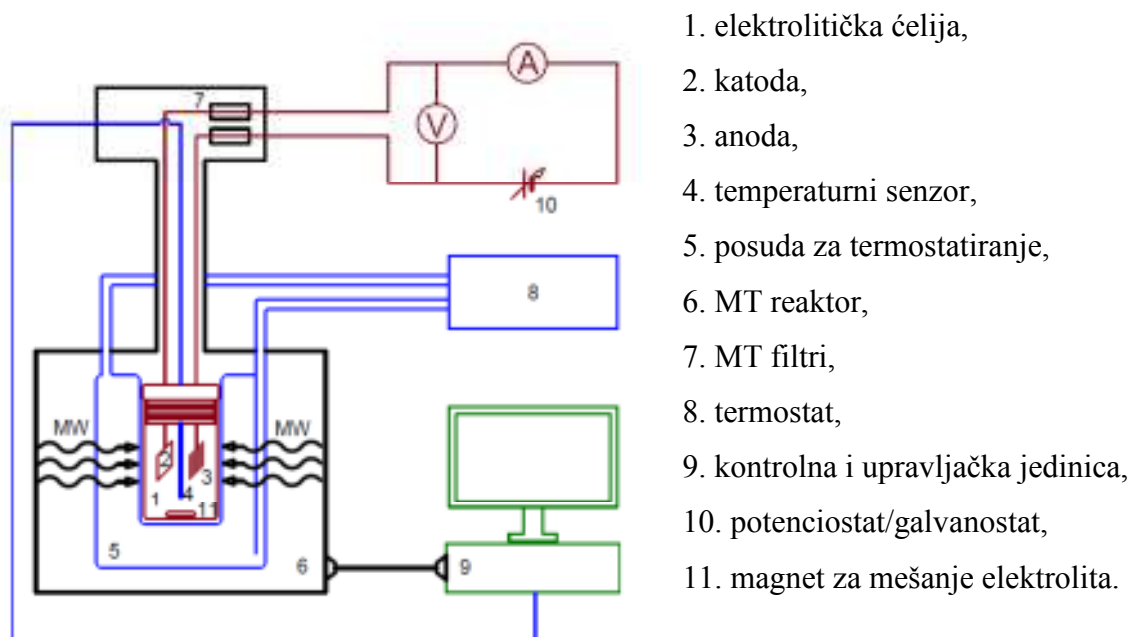 1. elektrolitička ćelija,
2. katoda,
3. anoda,
4. temperaturni senzor,
5. posuda za termostatiranje,
6. MT reaktor,
7. MT filtri,
8. termostat,
9. kontrolna i upravljačka jedinica,
10. potenciostat/galvanostat,
11. magnet za mešanje elektrolita.
A
7
V
10
8
MW
MW
2
3
1
4
11
5
6
9